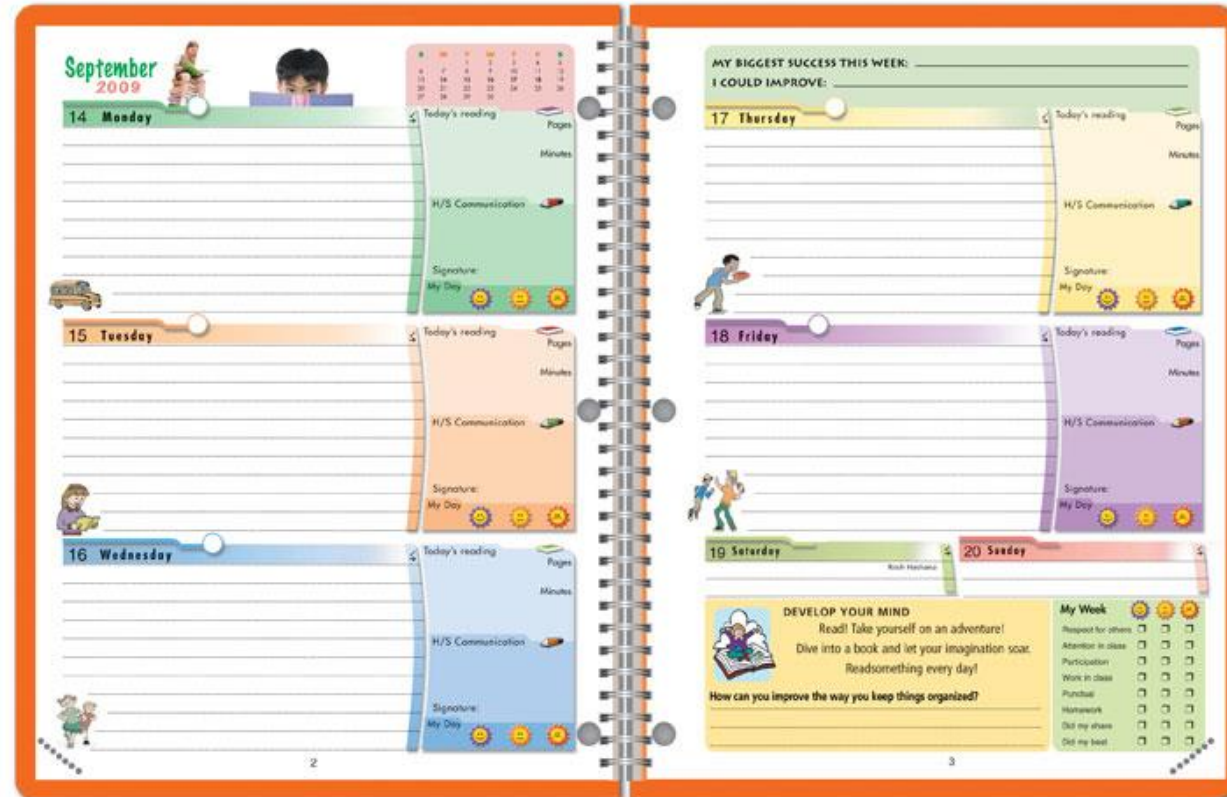 September
2009
14 Monday
Today's reading
Pages
Minutes
H/S Communication
Signature:
My Day
15 Tuesday
Today's reading
Pages
Minutes
H/S Communication
Signature:
My Day
16 Wednesday
Today's reading
Pages
Minutes
H/S Communication
Signature:
My Day
2
MY BIGGEST SUCCESS THIS WEEK:
I COULD IMPROVE:
17 Thursday
Today's reading
Pages
Minutes
H/S Communication
Signature:
My Day
18 Friday
Today's reading
Pages
Minutes
H/S Communication
Signature:
My Day
19 Saturday
Rosh Hashana
20 Sunday
DEVELOP YOUR MIND
Read! Take yourself on an adventure!
Dive into a book and let your imagination soar.
Readsomething every day!
How can you improve the way you keep things organized?
My Week
Respect for others
Attention in class
Participation
Work in class
Punctual
Homework
Did my share
Did my best
3